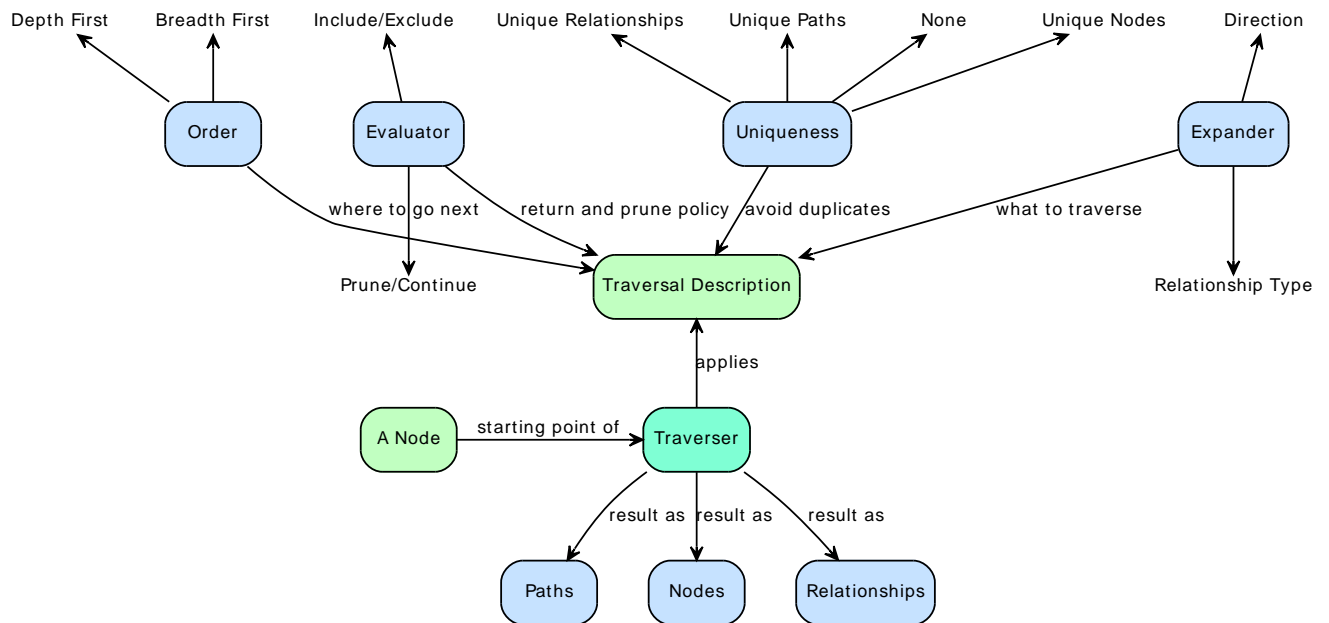 Depth First
Breadth First
Include/Exclude
Unique Relationships
Unique Paths
None
Unique Nodes
Direction
Order
Evaluator
Uniqueness
Expander
where to go next
return and prune policy
avoid duplicates
what to traverse
Prune/Continue
Traversal Description
Relationship Type
applies
A Node
starting point of
Traverser
result as
result as
result as
Paths
Nodes
Relationships